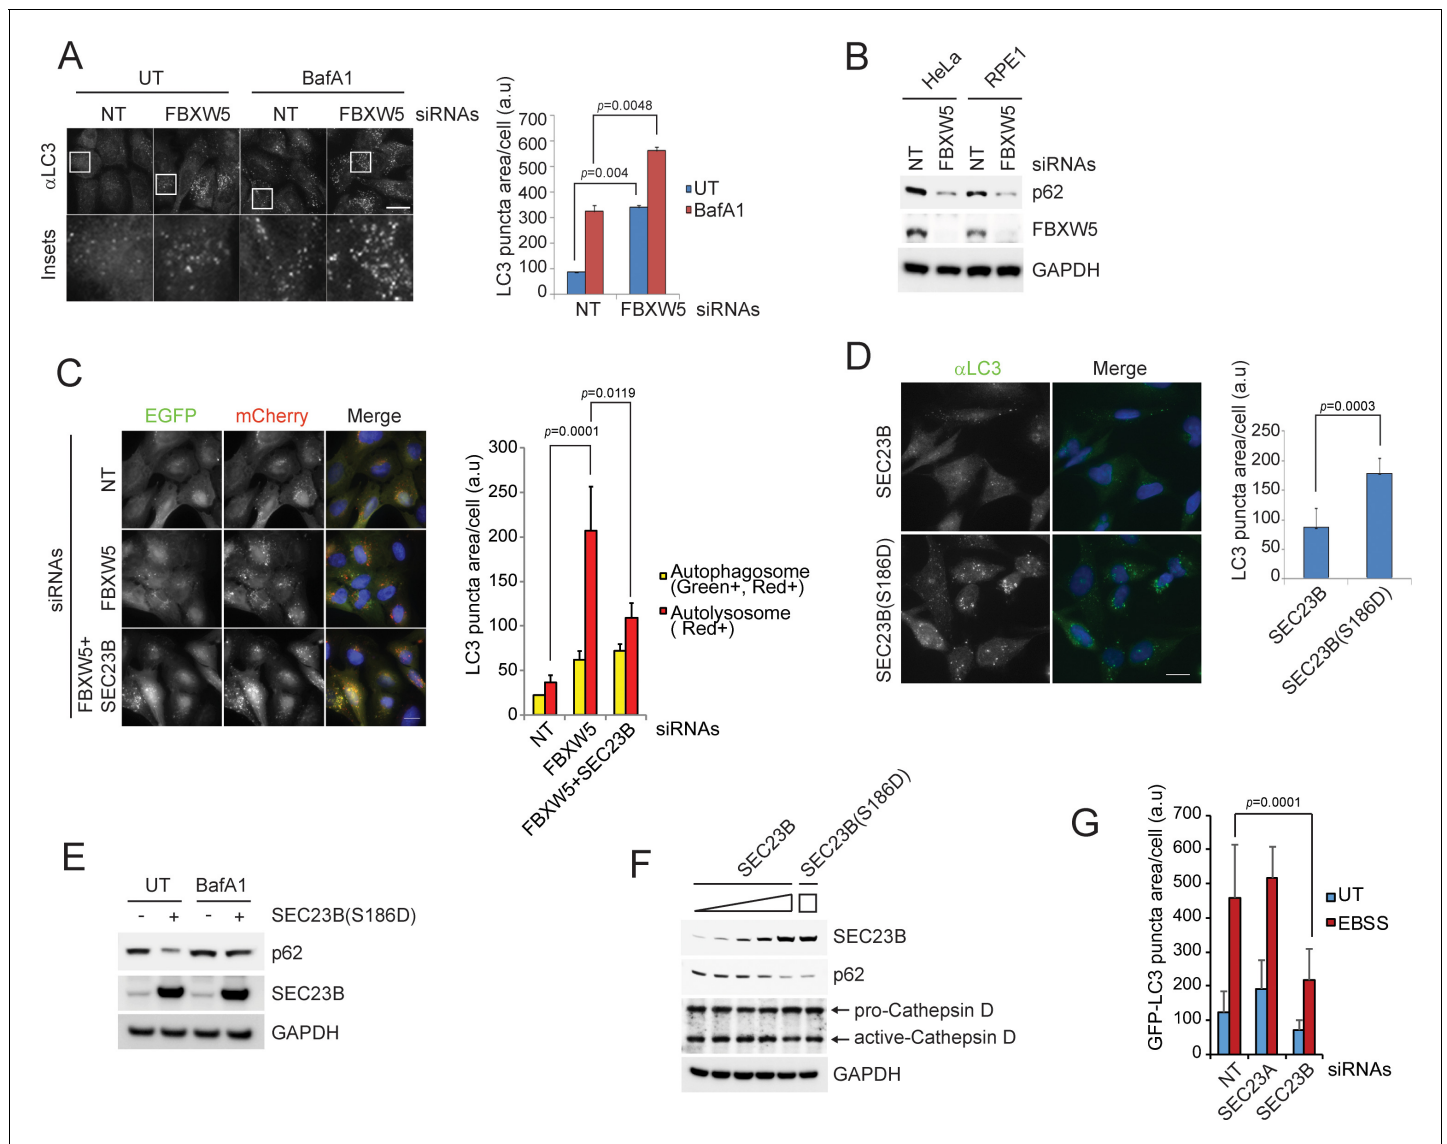 A
UT
BafA1
NT
FBXW5
NT
FBXW5
siRNAs
αLC3
Insets
LC3 puncta area/cell (a.u)
700
600
500
400
300
200
100
0
p=0.0048
p=0.004
UT
BafA1
NT
FBXW5
siRNAs
B
HeLa
RPE1
NT
FBXW5
NT
FBXW5
siRNAs
p62
FBXW5
GAPDH
C
EGFP
mCherry
Merge
siRNAs
NT
FBXW5
FBXW5+
SEC23B
LC3 puncta area/cell (a.u)
300
250
200
150
100
50
0
p=0.0001
p=0.0119
Autophagosome
(Green+, Red+)
Autolysosome
( Red+)
NT
FBXW5
FBXW5+SEC23B
siRNAs
D
αLC3
Merge
SEC23B
SEC23B(S186D)
LC3 puncta area/cell (a.u)
250
200
150
100
50
0
p=0.0003
SEC23B
SEC23B(S186D)
E
UT
BafA1
- + - +
SEC23B(S186D)
p62
SEC23B
GAPDH
F
SEC23B
SEC23B(S186D)
SEC23B
p62
pro-Cathepsin D
active-Cathepsin D
GAPDH
G
GFP-LC3 puncta area/cell (a.u)
700
600
500
400
300
200
100
0
p=0.0001
UT
EBSS
NT
SEC23A
SEC23B
siRNAs